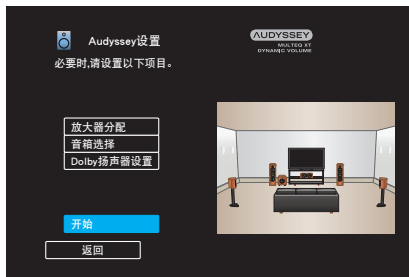 Audyssey设置
AUDYSSEY
MULTEQ XT
DYNAMIC VOLUME
必要时,请设置以下项目。
放大器分配
音箱选择
Dolby扬声器设置
开始
返回